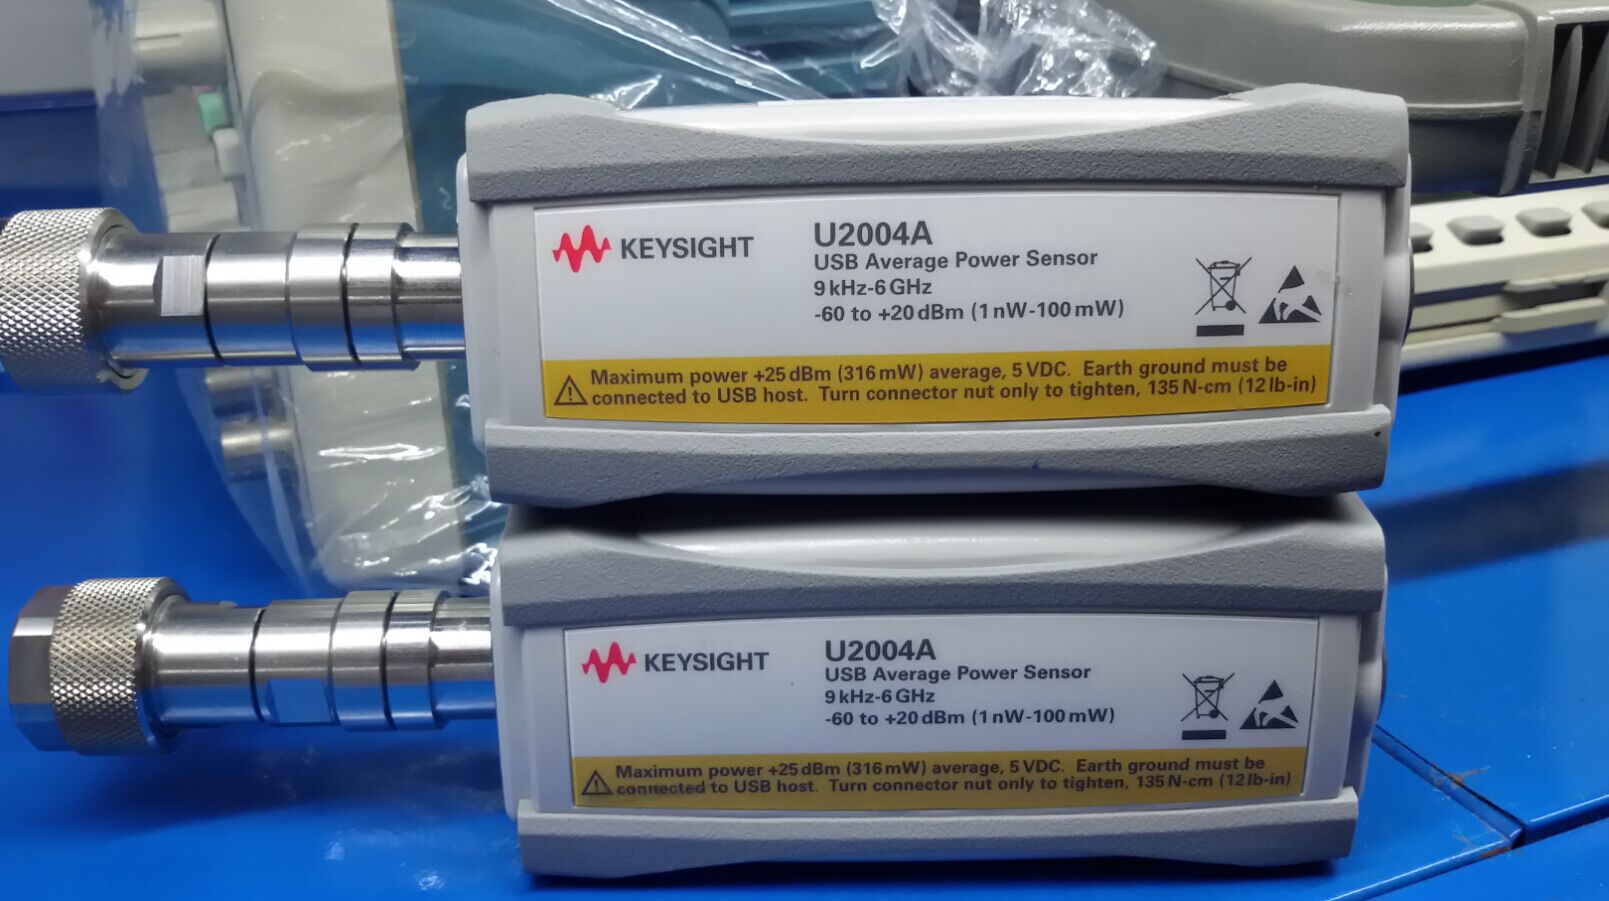 KEYSIGHT
U2004A
USB Average Power Sensor
9 kHz-6 GHz
-60 to +20 dBm (1 nW-100 mW)
Maximum power +25 dBm (316 mW) average, 5 VDC. Earth ground must be
connected to USB host. Turn connector nut only to tighten, 135 N-cm (12 lb-in)
KEYSIGHT
U2004A
USB Average Power Sensor
9 kHz-6 GHz
-60 to +20 dBm (1 nW-100 mW)
Maximum power +25 dBm (316 mW) average, 5 VDC. Earth ground must be
connected to USB host. Turn connector nut only to tighten, 135 N-cm (12 lb-in)